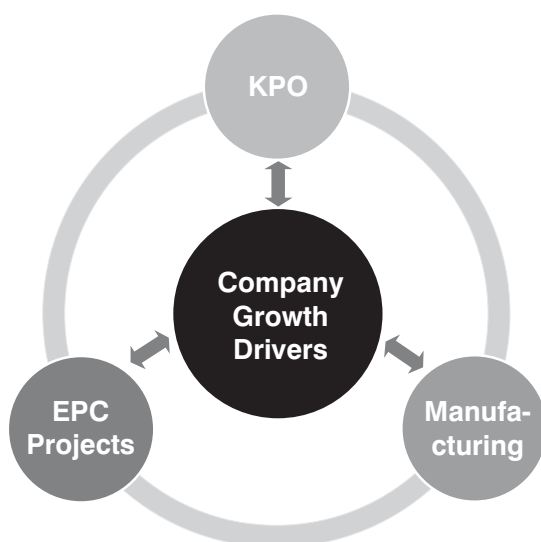 KPO
Company
Growth
Drivers
EPC
Projects
Manufa-
cturing